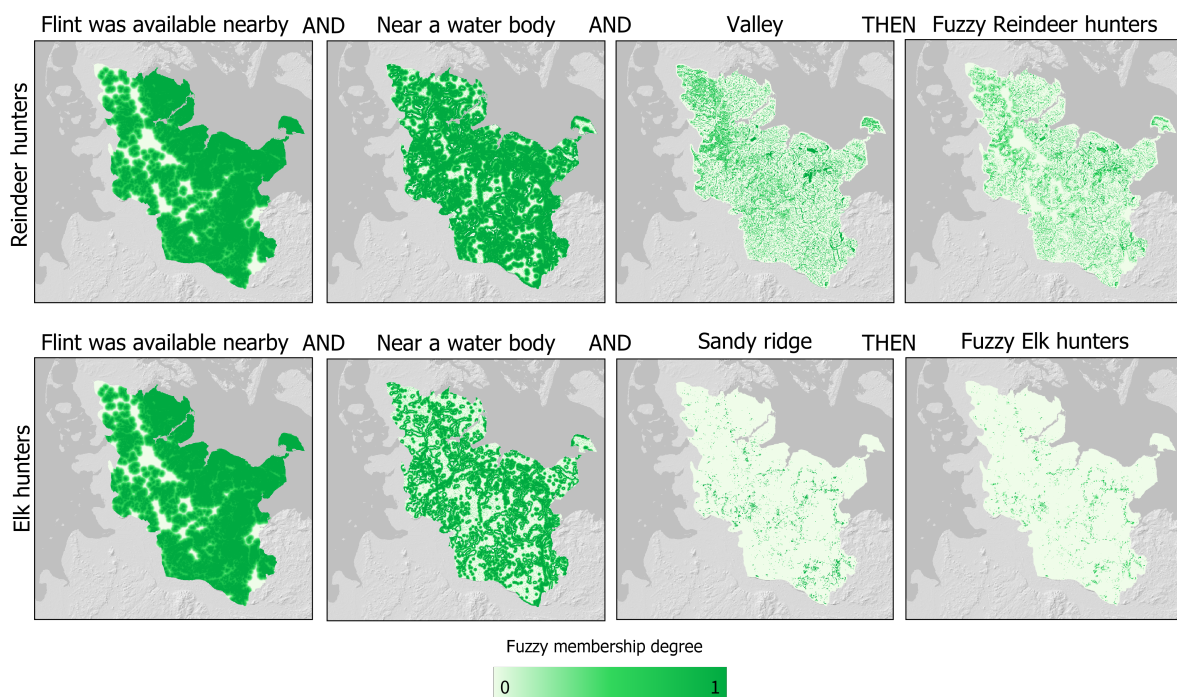 Flint was available nearby AND Near a water body AND Valley THEN Fuzzy Reindeer hunters
Reindeer hunters
Flint was available nearby AND Near a water body AND Sandy ridge THEN Fuzzy Elk hunters
Elk hunters
Fuzzy membership degree
0 1